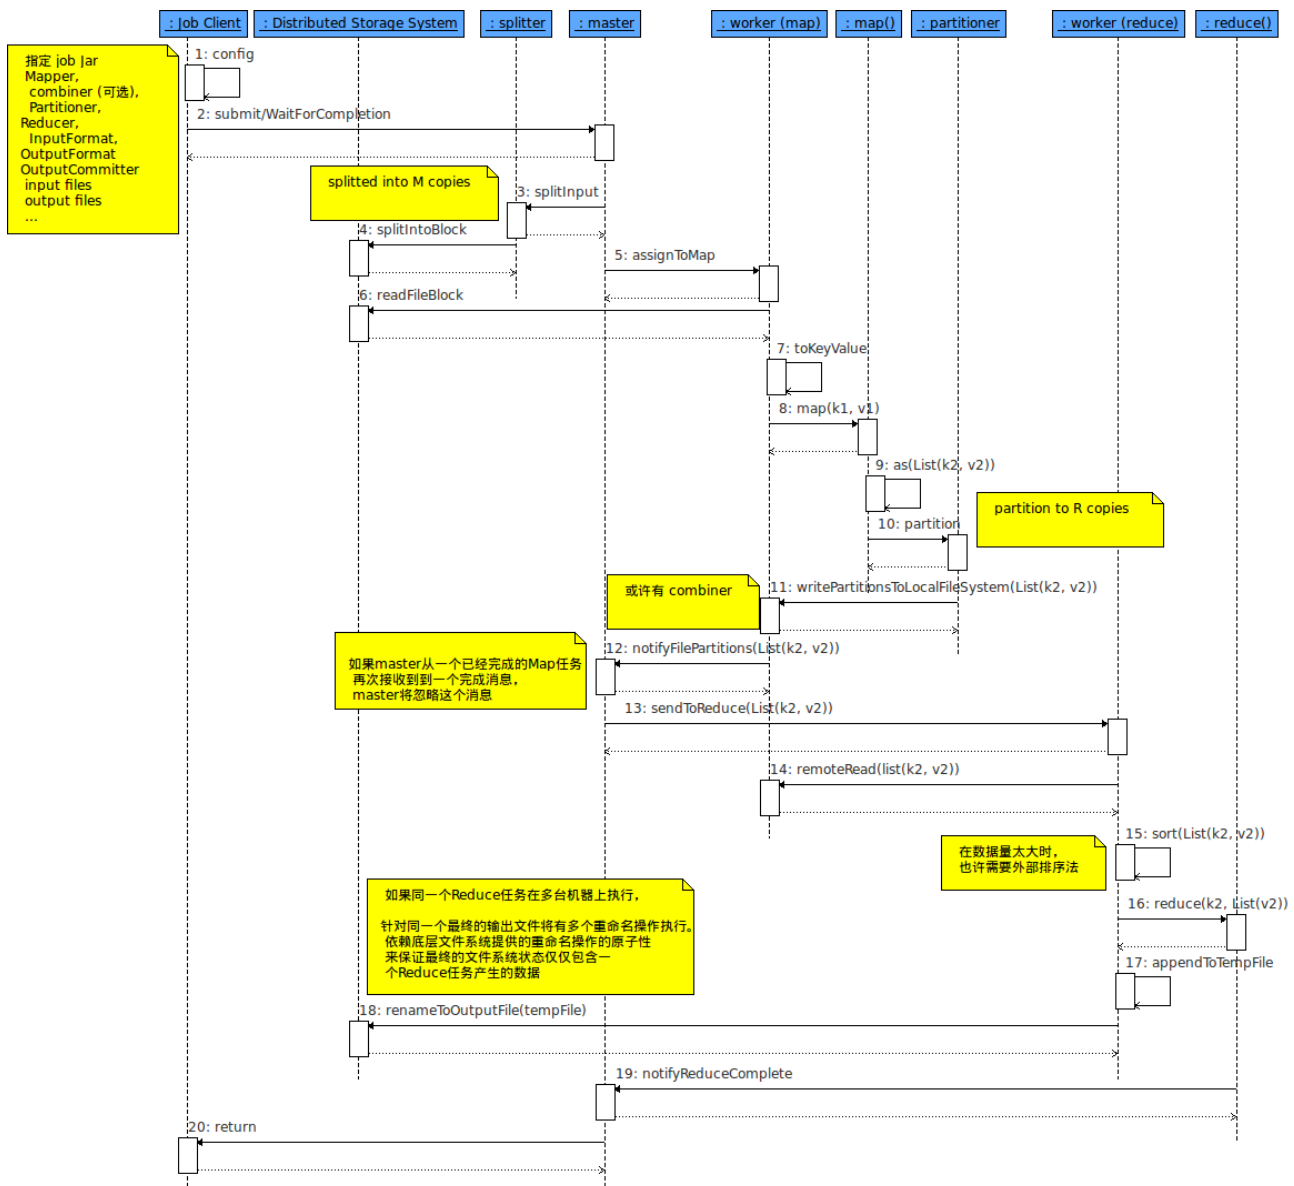 : Job Client
: Distributed Storage System
: splitter
: master
: worker (map)
: map()
: partitioner
: worker (reduce)
: reduce()
指定 job Jar
Mapper,
combiner (可选),
Partitioner,
Reducer,
InputFormat,
OutputFormat
OutputCommitter
input files
output files
...
1: config
2: submit/WaitForCompletion
splitted into M copies
3: splitInput
4: splitIntoBlock
5: assignToMap
6: readFileBlock
7: toKeyValue
8: map(k1, v1)
9: as(List(k2, v2))
partition to R copies
10: partition
或许有 combiner
11: writePartitionsToLocalFileSystem(List(k2, v2))
如果master从一个已经完成的Map任务
再次接收到到一个完成消息，
master将忽略这个消息
12: notifyFilePartitions(List(k2, v2))
13: sendToReduce(List(k2, v2))
14: remoteRead(list(k2, v2))
在数据量太大时，
也许需要外部排序法
15: sort(List(k2, v2))
如果同一个Reduce任务在多台机器上执行，
针对同一个最终的输出文件将有多个重命名操作执行。
依赖底层文件系统提供的重命名操作的原子性
来保证最终的文件系统状态仅仅包含一
个Reduce任务产生的数据
16: reduce(k2, List(v2))
17: appendToTempFile
18: renameToOutputFile(tempFile)
19: notifyReduceComplete
20: return